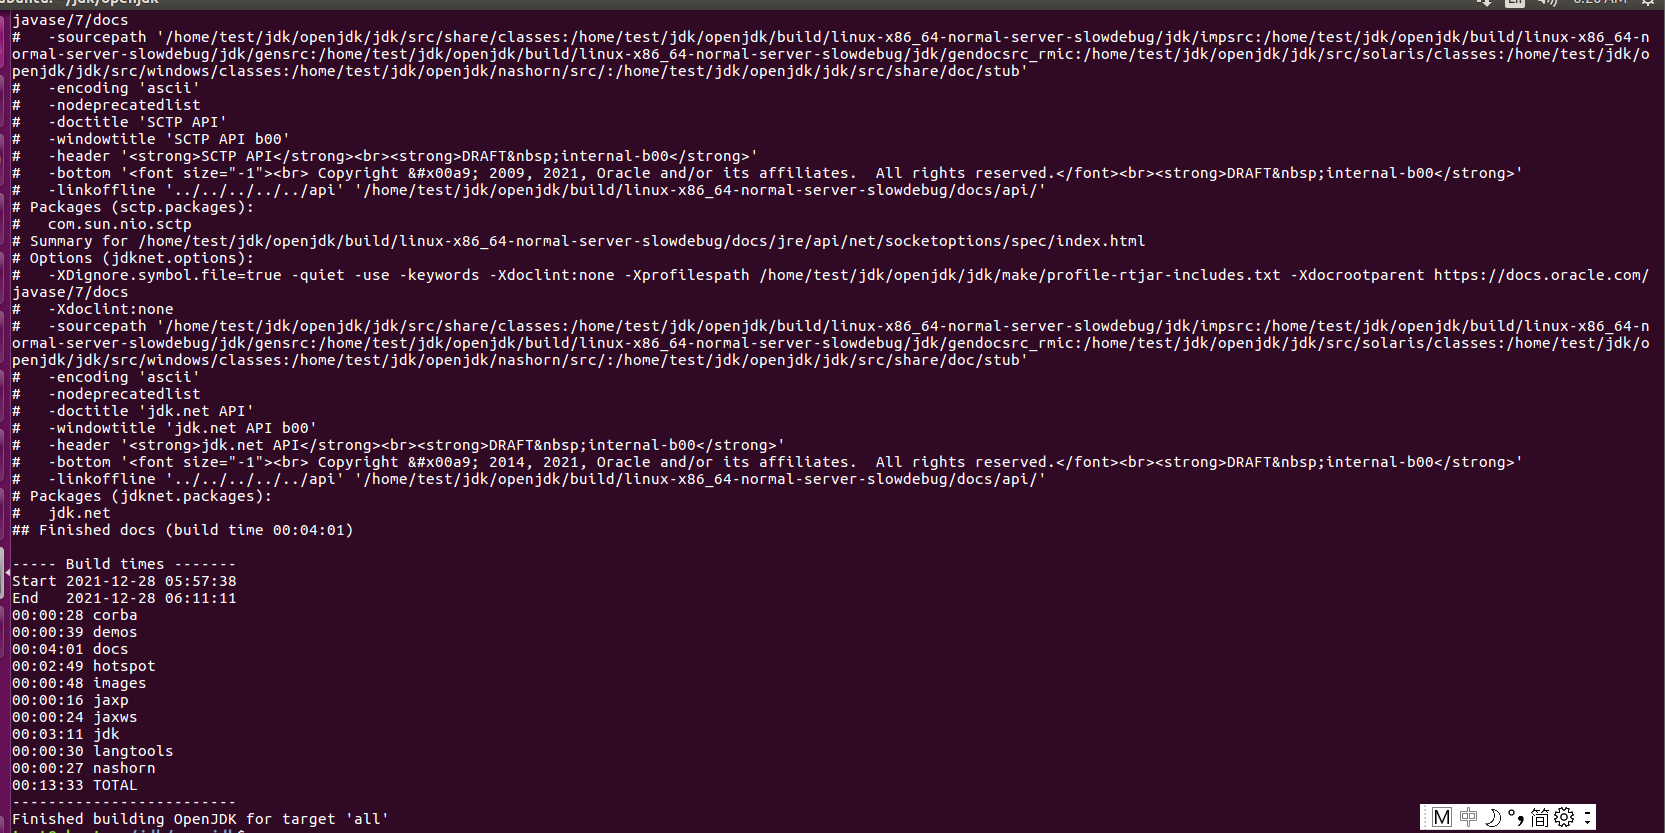 javase/7/docs
#   -sourcepath '/home/test/jdk/openjdk/jdk/src/share/classes:/home/test/jdk/openjdk/build/linux-x86_64-normal-server-slowdebug/jdk/impsrc:/home/test/jdk/openjdk/build/linux-x86_64-n
ormal-server-slowdebug/jdk/gensrc:/home/test/jdk/openjdk/build/linux-x86_64-normal-server-slowdebug/jdk/gendocsrc_rmic:/home/test/jdk/openjdk/jdk/src/solaris/classes:/home/test/jdk/o
penjdk/jdk/src/windows/classes:/home/test/jdk/openjdk/nashorn/src/:/home/test/jdk/openjdk/jdk/src/share/doc/stub'
#   -encoding 'ascii'
#   -nodeprecatedlist
#   -doctitle 'SCTP API'
#   -windowtitle 'SCTP API b00'
#   -header '<strong>SCTP API</strong><br><strong>DRAFT&nbsp;internal-b00</strong>'
#   -bottom '<font size="-1"><br> Copyright &#x00a9; 2009, 2021, Oracle and/or its affiliates.  All rights reserved.</font><br><strong>DRAFT&nbsp;internal-b00</strong>'
#   -linkoffline '../../../../../api' '/home/test/jdk/openjdk/build/linux-x86_64-normal-server-slowdebug/docs/api/'
# Packages (sctp.packages):
#   com.sun.nio.sctp
# Summary for /home/test/jdk/openjdk/build/linux-x86_64-normal-server-slowdebug/docs/jre/api/net/socketoptions/spec/index.html
# Options (jdknet.options):
#   -XDignore.symbol.file=true -quiet -use -keywords -Xdoclint:none -Xprofilespath /home/test/jdk/openjdk/jdk/make/profile-rtjar-includes.txt -Xdocrootparent https://docs.oracle.com/
javase/7/docs
#   -Xdoclint:none
#   -sourcepath '/home/test/jdk/openjdk/jdk/src/share/classes:/home/test/jdk/openjdk/build/linux-x86_64-normal-server-slowdebug/jdk/impsrc:/home/test/jdk/openjdk/build/linux-x86_64-n
ormal-server-slowdebug/jdk/gensrc:/home/test/jdk/openjdk/build/linux-x86_64-normal-server-slowdebug/jdk/gendocsrc_rmic:/home/test/jdk/openjdk/jdk/src/solaris/classes:/home/test/jdk/o
penjdk/jdk/src/windows/classes:/home/test/jdk/openjdk/nashorn/src/:/home/test/jdk/openjdk/jdk/src/share/doc/stub'
#   -encoding 'ascii'
#   -nodeprecatedlist
#   -doctitle 'jdk.net API'
#   -windowtitle 'jdk.net API b00'
#   -header '<strong>jdk.net API</strong><br><strong>DRAFT&nbsp;internal-b00</strong>'
#   -bottom '<font size="-1"><br> Copyright &#x00a9; 2014, 2021, Oracle and/or its affiliates.  All rights reserved.</font><br><strong>DRAFT&nbsp;internal-b00</strong>'
#   -linkoffline '../../../../../api' '/home/test/jdk/openjdk/build/linux-x86_64-normal-server-slowdebug/docs/api/'
# Packages (jdknet.packages):
#   jdk.net
## Finished docs (build time 00:04:01)
----- Build times -------
Start 2021-12-28 05:57:38
End   2021-12-28 06:11:11
00:00:28 corba
00:00:39 demos
00:04:01 docs
00:02:49 hotspot
00:00:48 images
00:00:16 jaxp
00:00:24 jaxws
00:03:11 jdk
00:00:30 langtools
00:00:27 nashorn
00:13:33 TOTAL
-------------------------
Finished building OpenJDK for target 'all'
M 中 简